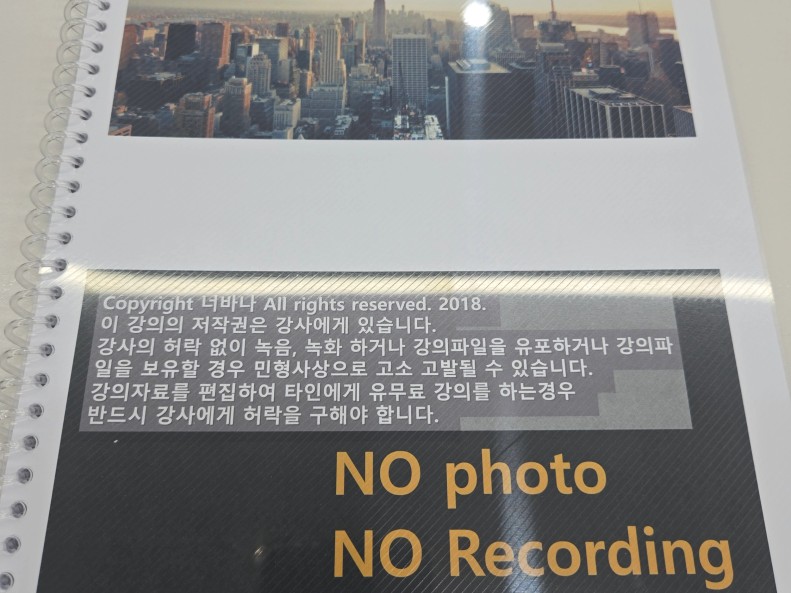 Copyright 너바나 All rights reserved. 2018.
이 강의의 저작권은 강사에게 있습니다.
강사의 허락 없이 녹음, 녹화 하거나 강의파일을 유포하거나 강의파
일을 보유할 경우 민형사상으로 고소 고발될 수 있습니다.
강의자료를 편집하여 타인에게 유무료 강의를 하는경우
반드시 강사에게 허락을 구해야 합니다.
NO photo
NO Recording